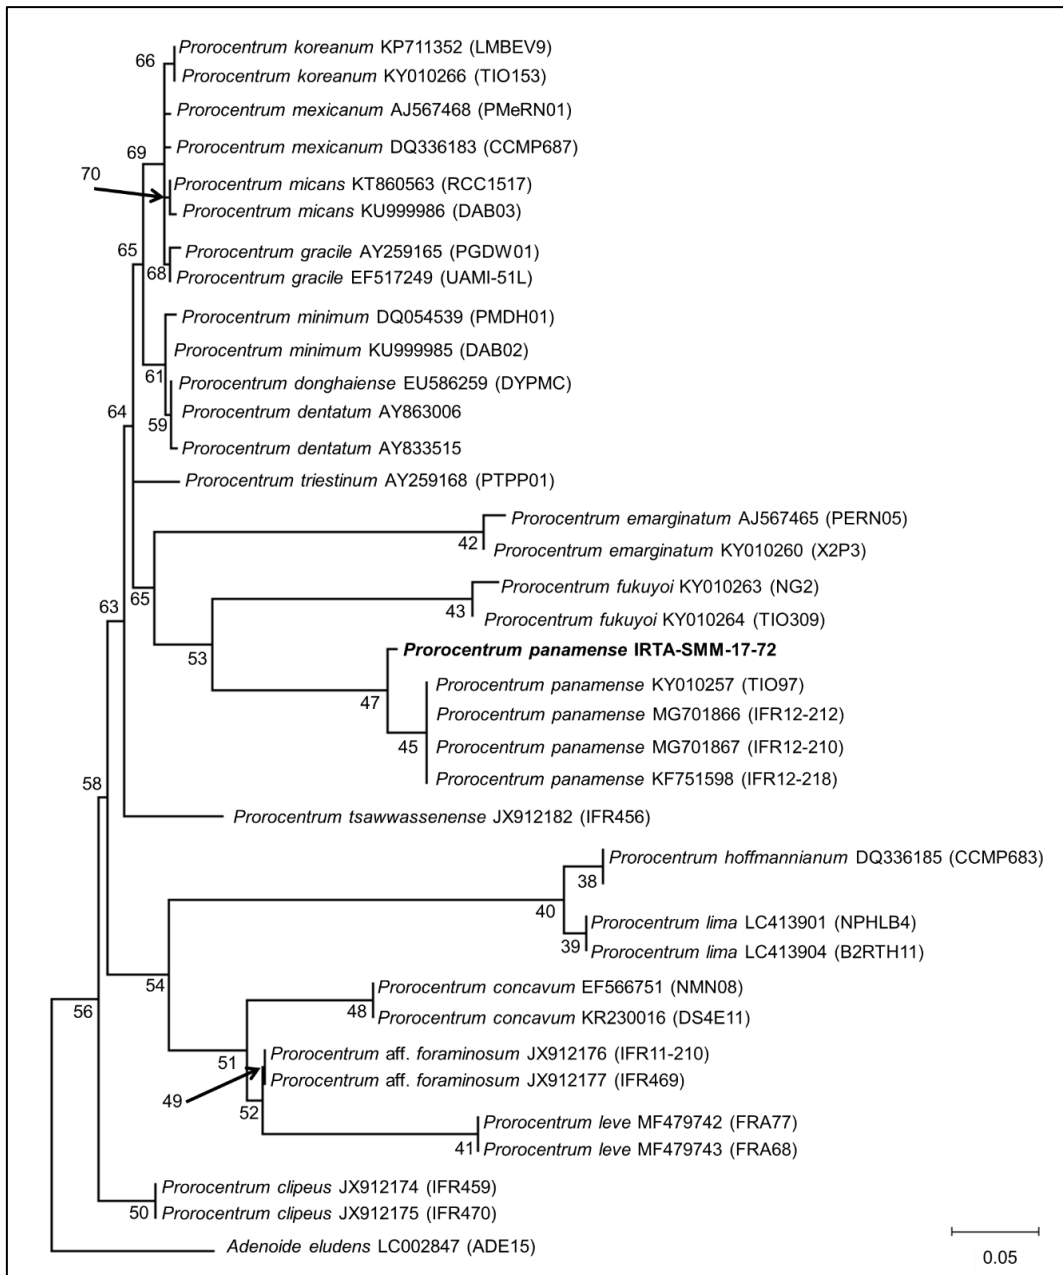 Prorocentrum koreanum KP711352 (LMBEV9)
66
Prorocentrum koreanum KY010266 (TIO153)
Prorocentrum mexicanum AJ567468 (PMeRN01)
Prorocentrum mexicanum DQ336183 (CCMP687)
69
70
Prorocentrum micans KT860563 (RCC1517)
Prorocentrum micans KU999986 (DAB03)
65
Prorocentrum gracile AY259165 (PGDW01)
68
Prorocentrum gracile EF517249 (UAMI-51L)
Prorocentrum minimum DQ054539 (PMDH01)
Prorocentrum minimum KU999985 (DAB02)
61
Prorocentrum donghaiense EU586259 (DYPMC)
64
Prorocentrum dentatum AY863006
59
Prorocentrum dentatum AY833515
Prorocentrum triestinum AY259168 (PTPP01)
Prorocentrum emarginatum AJ567465 (PERN05)
42
Prorocentrum emarginatum KY010260 (X2P3)
Prorocentrum fukuyoi KY010263 (NG2)
65
63
43
Prorocentrum fukuyoi KY010264 (TIO309)
Prorocentrum panamense IRTA-SMM-17-72
53
Prorocentrum panamense KY010257 (TIO97)
47
Prorocentrum panamense MG701866 (IFR12-212)
45
Prorocentrum panamense MG701867 (IFR12-210)
Prorocentrum panamense KF751598 (IFR12-218)
58
Prorocentrum tsawwassenense JX912182 (IFR456)
Prorocentrum hoffmannianum DQ336185 (CCMP683)
38
40
Prorocentrum lima LC413901 (NPHLB4)
39
Prorocentrum lima LC413904 (B2RTH11)
54
Prorocentrum concavum EF566751 (NMN08)
56
48
Prorocentrum concavum KR230016 (DS4E11)
Prorocentrum aff. foraminosum JX912176 (IFR11-210)
51
Prorocentrum aff. foraminosum JX912177 (IFR469)
49
52
Prorocentrum leve MF479742 (FRA77)
41
Prorocentrum leve MF479743 (FRA68)
Prorocentrum clipeus JX912174 (IFR459)
50
Prorocentrum clipeus JX912175 (IFR470)
Adenoide eludens LC002847 (ADE15)
0.05